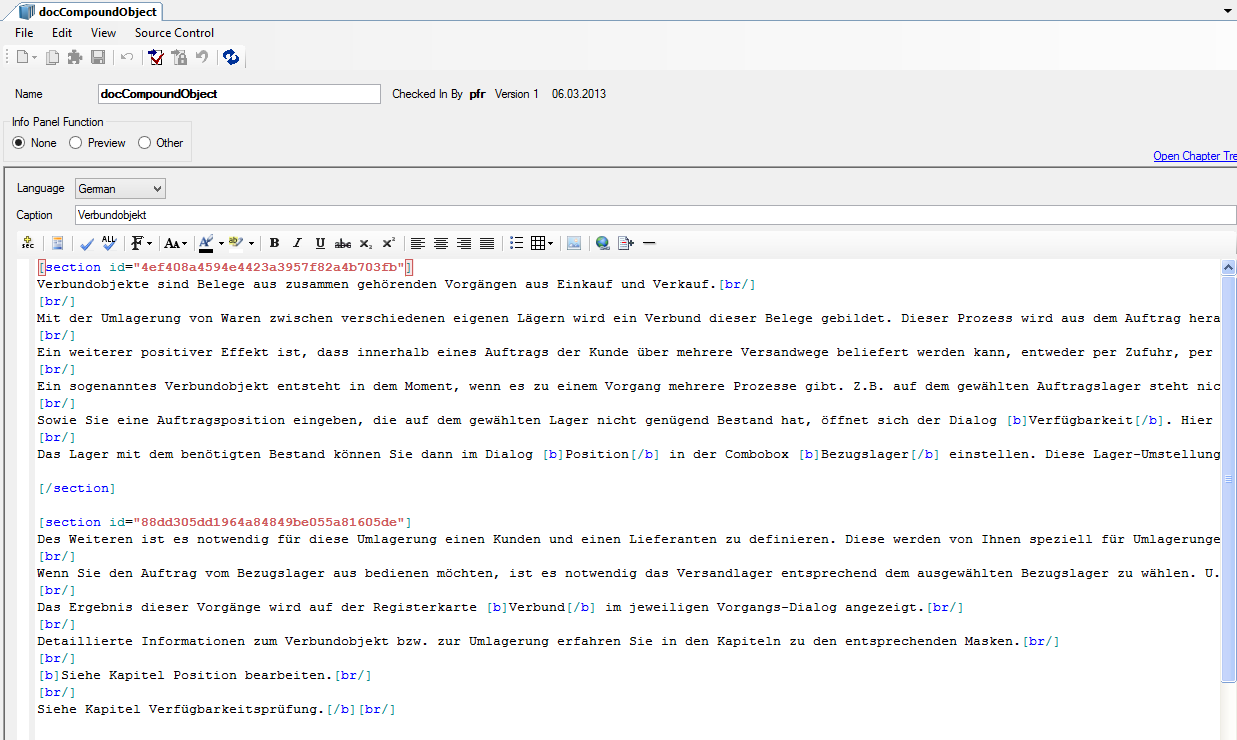 docCompoundObject
File Edit View Source Control
Name docCompoundObject Checked In By pfr Version 1 06.03.2013
Info Panel Function
None Preview Other
Open Chapter Tre
Language German
Caption Verbundobjekt
SEC ALL F AA A ab B I U abc x₂ x²
[section id="4ef408a4594e4423a3957f82a4b703fb"]
Verbundobjekte sind Belege aus zusammen gehörenden Vorgängen aus Einkauf und Verkauf.[br/]
[br/]
Mit der Umlagerung von Waren zwischen verschiedenen eigenen Lägern wird ein Verbund dieser Belege gebildet. Dieser Prozess wird aus dem Auftrag hera
[br/]
Ein weiterer positiver Effekt ist, dass innerhalb eines Auftrags der Kunde über mehrere Versandwege beliefert werden kann, entweder per Zufuhr, per
[br/]
Ein sogenanntes Verbundobjekt entsteht in dem Moment, wenn es zu einem Vorgang mehrere Prozesse gibt. Z.B. auf dem gewählten Auftragslager steht nic
[br/]
Sowie Sie eine Auftragsposition eingeben, die auf dem gewählten Lager nicht genügend Bestand hat, öffnet sich der Dialog [b]Verfügbarkeit[/b]. Hier
[br/]
Das Lager mit dem benötigten Bestand können Sie dann im Dialog [b]Position[/b] in der Combobox [b]Bezugslager[/b] einstellen. Diese Lager-Umstellung
[/section]
[section id="88dd305dd1964a84849be055a81605de"]
Des Weiteren ist es notwendig für diese Umlagerung einen Kunden und einen Lieferanten zu definieren. Diese werden von Ihnen speziell für Umlagerunge
[br/]
Wenn Sie den Auftrag vom Bezugslager aus bedienen möchten, ist es notwendig das Versandlager entsprechend dem ausgewählten Bezugslager zu wählen. U.
[br/]
Das Ergebnis dieser Vorgänge wird auf der Registerkarte [b]Verbund[/b] im jeweiligen Vorgangs-Dialog angezeigt.[br/]
[br/]
Detaillierte Informationen zum Verbundobjekt bzw. zur Umlagerung erfahren Sie in den Kapiteln zu den entsprechenden Masken.[br/]
[br/]
[b]Siehe Kapitel Position bearbeiten.[br/]
[br/]
Siehe Kapitel Verfügbarkeitsprüfung.[/b][br/]